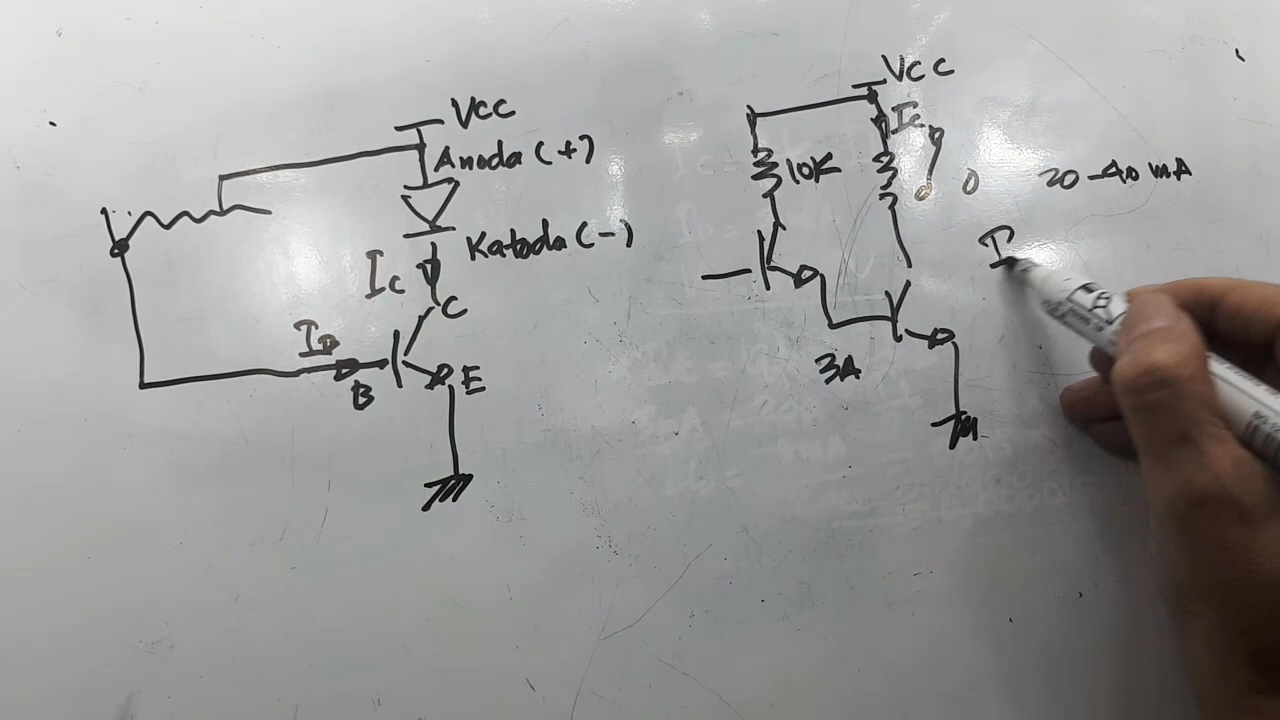 VCC
Anoda (+)
Katoda (-)
IC
C
IB
B
E
VCC
IC
10K
0
20-40 mA
3A
I